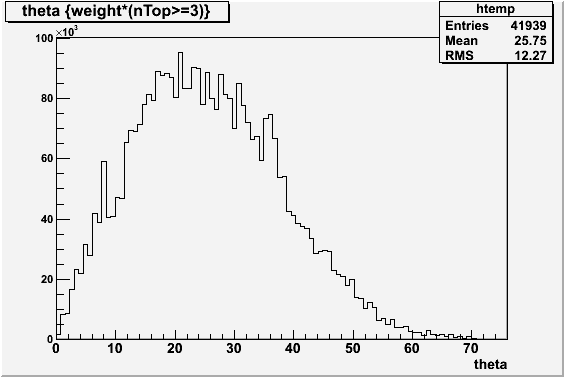 theta {weight*(nTop>=3)}
htemp
Entries 41939
Mean 25.75
RMS 12.27
×10³
100
80
60
40
20
0
0 10 20 30 40 50 60 70
theta